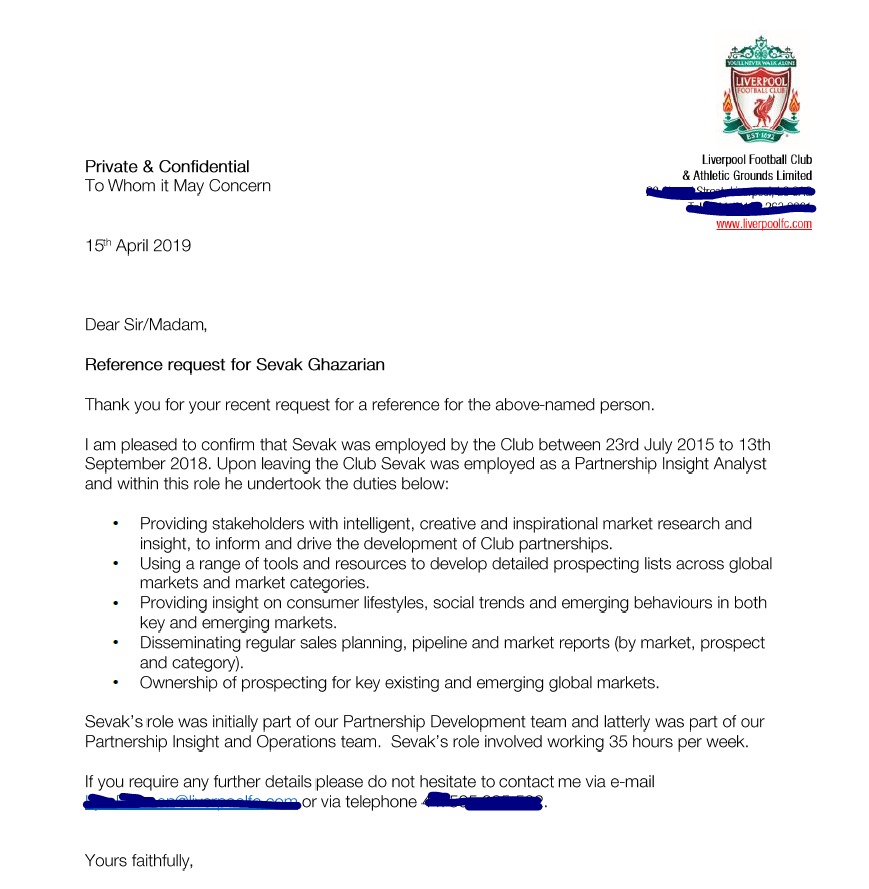 YOU'LL NEVER WALK ALONE
LIVERPOOL
FOOTBALL CLUB
EST·1892
Liverpool Football Club
& Athletic Grounds Limited
www.liverpoolfc.com
Private & Confidential
To Whom it May Concern
15th April 2019
Dear Sir/Madam,
Reference request for Sevak Ghazarian
Thank you for your recent request for a reference for the above-named person.
I am pleased to confirm that Sevak was employed by the Club between 23rd July 2015 to 13th
September 2018. Upon leaving the Club Sevak was employed as a Partnership Insight Analyst
and within this role he undertook the duties below:
• Providing stakeholders with intelligent, creative and inspirational market research and
insight, to inform and drive the development of Club partnerships.
• Using a range of tools and resources to develop detailed prospecting lists across global
markets and market categories.
• Providing insight on consumer lifestyles, social trends and emerging behaviours in both
key and emerging markets.
• Disseminating regular sales planning, pipeline and market reports (by market, prospect
and category).
• Ownership of prospecting for key existing and emerging global markets.
Sevak's role was initially part of our Partnership Development team and latterly was part of our
Partnership Insight and Operations team. Sevak's role involved working 35 hours per week.
If you require any further details please do not hesitate to contact me via e-mail
or via telephone .
Yours faithfully,